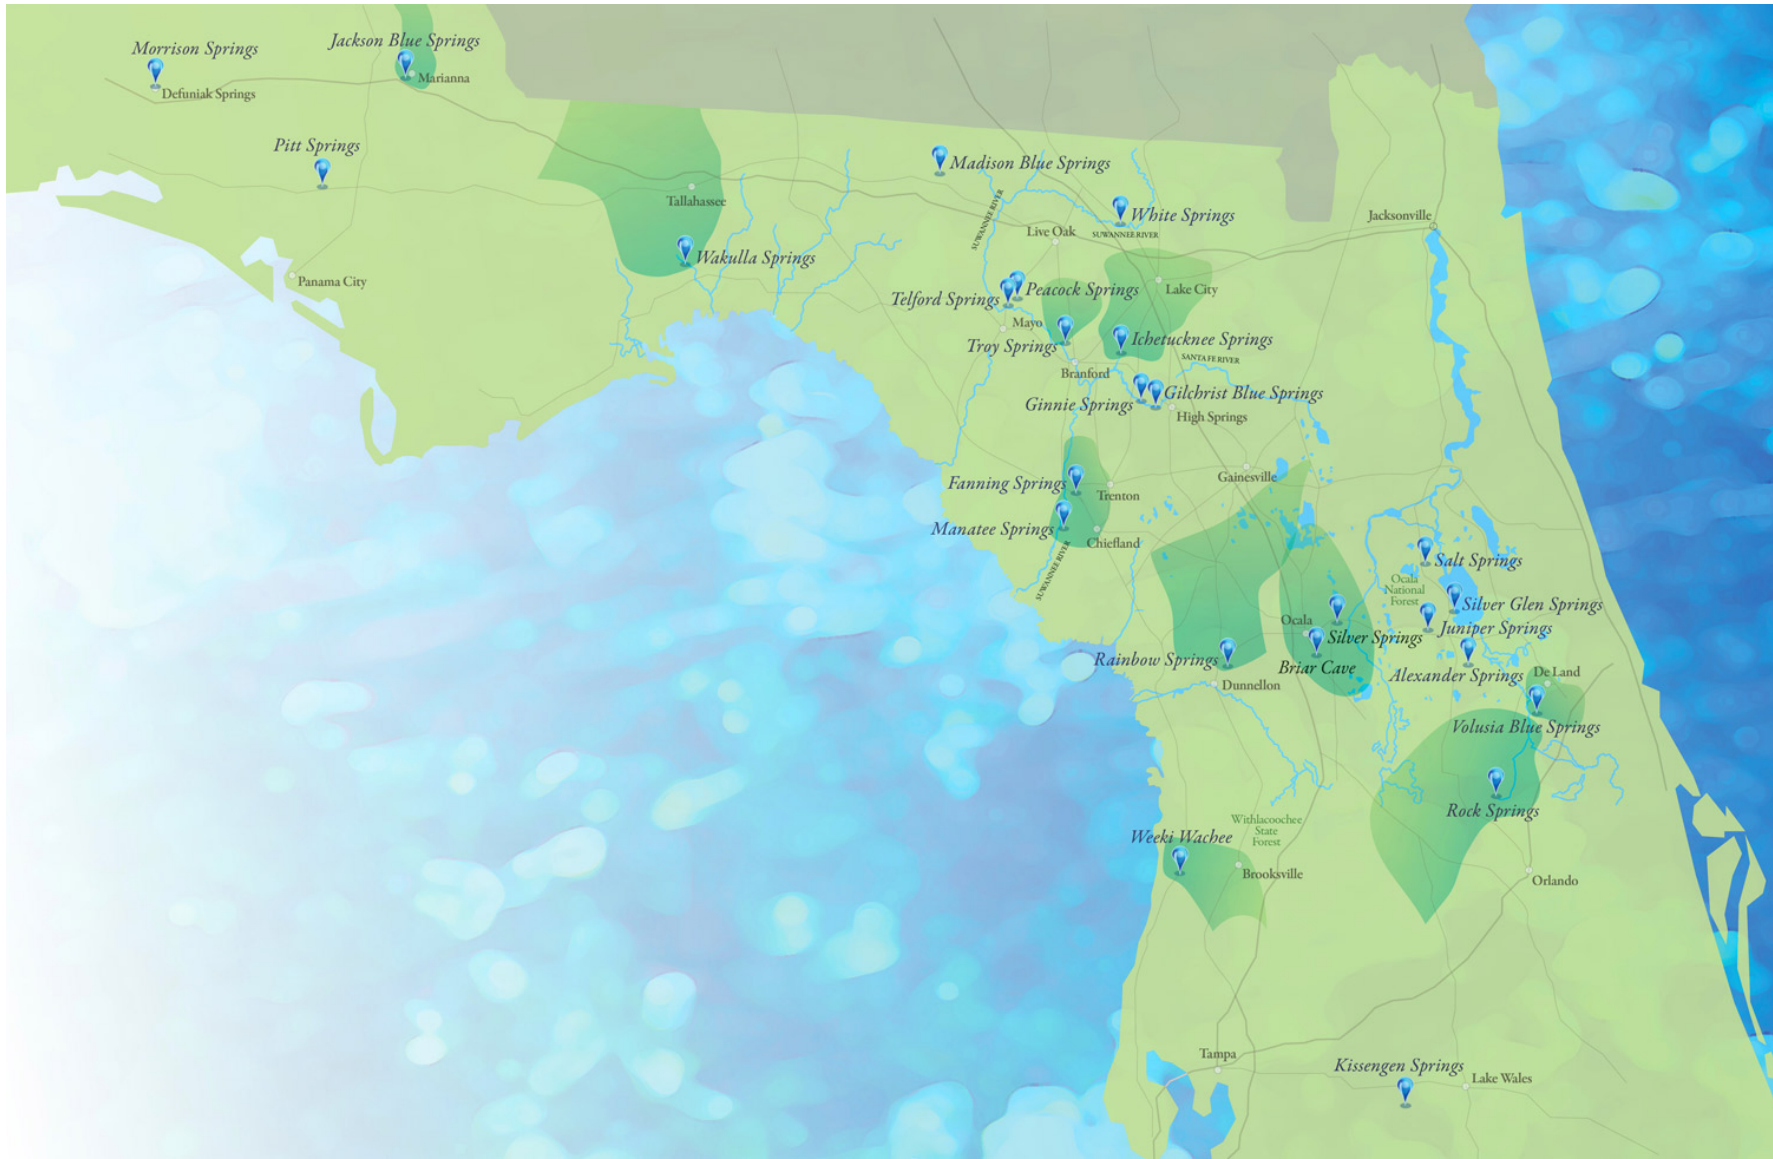 Morrison Springs
Jackson Blue Springs
Marianna
Defuniak Springs
Pitt Springs
Madison Blue Springs
Tallahassee
SUWANNEE RIVER
White Springs
Jacksonville
Live Oak
SUWANNEE RIVER
Wakulla Springs
Panama City
Telford Springs
Peacock Springs
Lake City
Mayo
Troy Springs
Ichetucknee Springs
SANTA FE RIVER
Branford
Ginnie Springs
Gilchrist Blue Springs
High Springs
Fanning Springs
Trenton
Gainesville
Manatee Springs
Chiefland
SUWANNEE RIVER
Salt Springs
Ocala
National
Forest
Silver Glen Springs
Ocala
Juniper Springs
Silver Springs
Rainbow Springs
Briar Cave
Alexander Springs
De Land
Dunnellon
Volusia Blue Springs
Rock Springs
Withlacoochee
State
Forest
Weeki Wachee
Brooksville
Orlando
Tampa
Kissengen Springs
Lake Wales